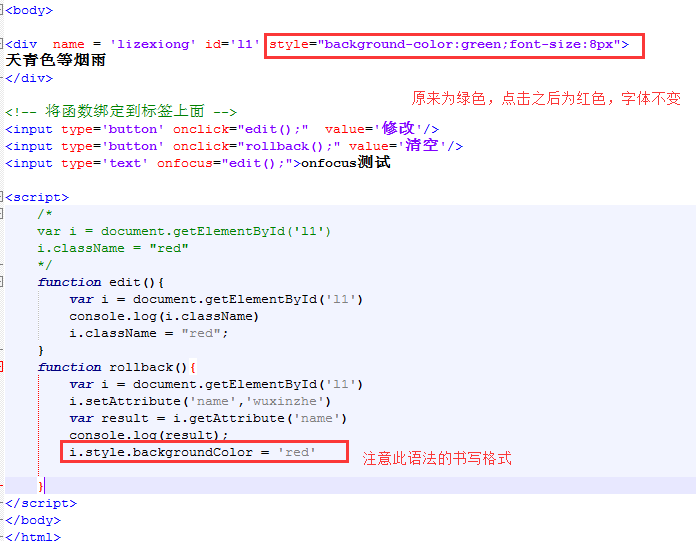 <body>
<div  name = 'lizexiong' id='l1' style="background-color:green;font-size:8px">
天青色等烟雨
</div>
原来为绿色，点击之后为红色，字体不变
<!-- 将函数绑定到标签上面 -->
<input type='button' onclick="edit();"  value='修改'/>
<input type='button' onclick="rollback();" value='清空'/>
<input type='text' onfocus="edit();">onfocus测试
<script>
/*
var i = document.getElementById('l1')
i.className = "red"
*/
function edit(){
var i = document.getElementById('l1')
console.log(i.className)
i.className = "red";
}
function rollback(){
var i = document.getElementById('l1')
i.setAttribute('name','wuxinzhe')
var result = i.getAttribute('name')
console.log(result);
i.style.backgroundColor = 'red' 注意此语法的书写格式
}
</script>
</body>
</html>